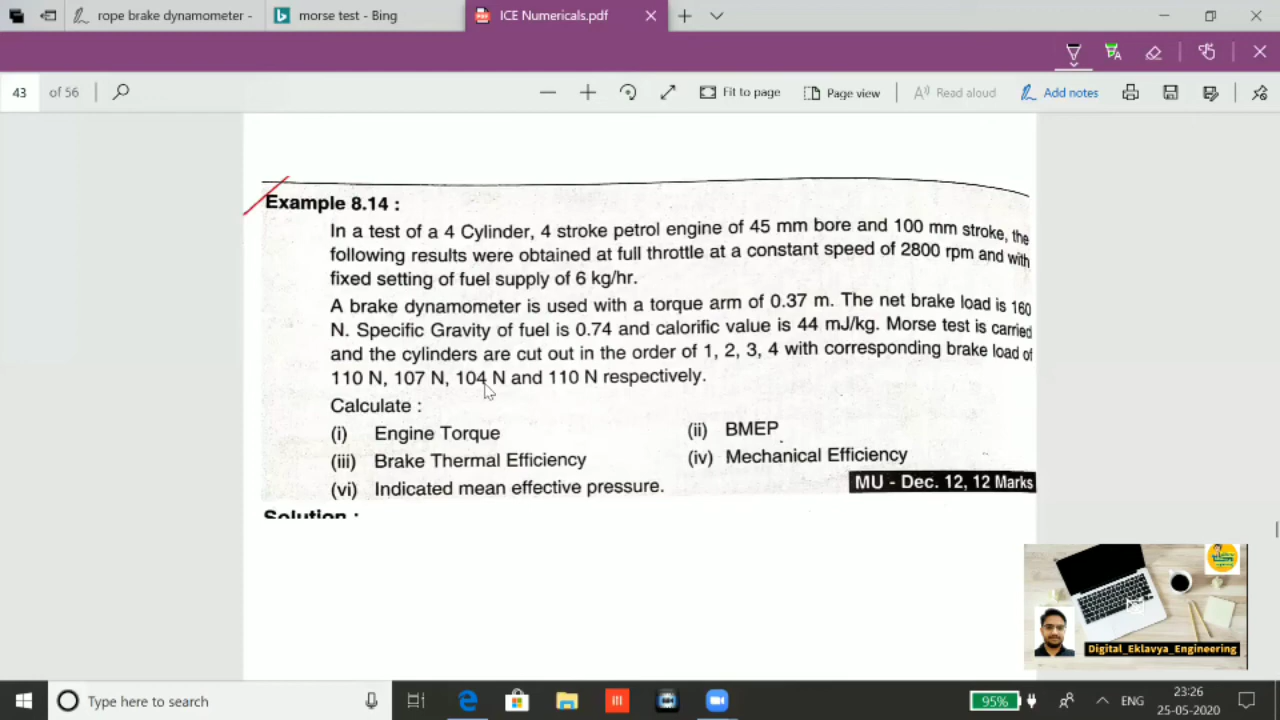 rope brake dynamometer -
morse test - Bing
ICE Numericals.pdf
43 of 56
Fit to page
Page view
Read aloud
Add notes
Example 8.14 :
In a test of a 4 Cylinder, 4 stroke petrol engine of 45 mm bore and 100 mm stroke, the
following results were obtained at full throttle at a constant speed of 2800 rpm and with
fixed setting of fuel supply of 6 kg/hr.
A brake dynamometer is used with a torque arm of 0.37 m. The net brake load is 160
N. Specific Gravity of fuel is 0.74 and calorific value is 44 mJ/kg. Morse test is carried
and the cylinders are cut out in the order of 1, 2, 3, 4 with corresponding brake load of
110 N, 107 N, 104 N and 110 N respectively.
Calculate :
(i) Engine Torque (ii) BMEP
(iii) Brake Thermal Efficiency (iv) Mechanical Efficiency
(vi) Indicated mean effective pressure.
MU - Dec. 12, 12 Marks
Solution :
Digital_Eklavya_Engineering
Type here to search
95%
ENG
23:26
25-05-2020